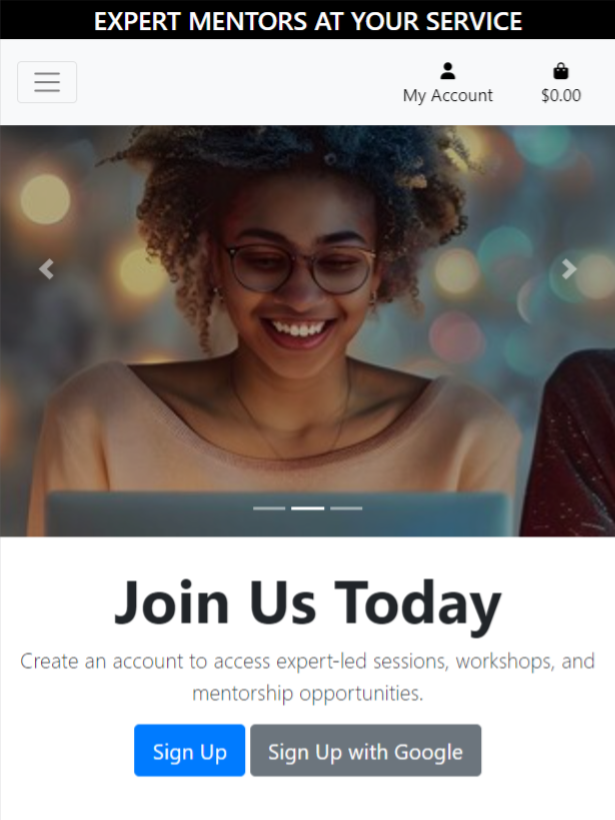 EXPERT MENTORS AT YOUR SERVICE
My Account
$0.00
Join Us Today
Create an account to access expert-led sessions, workshops, and
mentorship opportunities.
Sign Up
Sign Up with Google